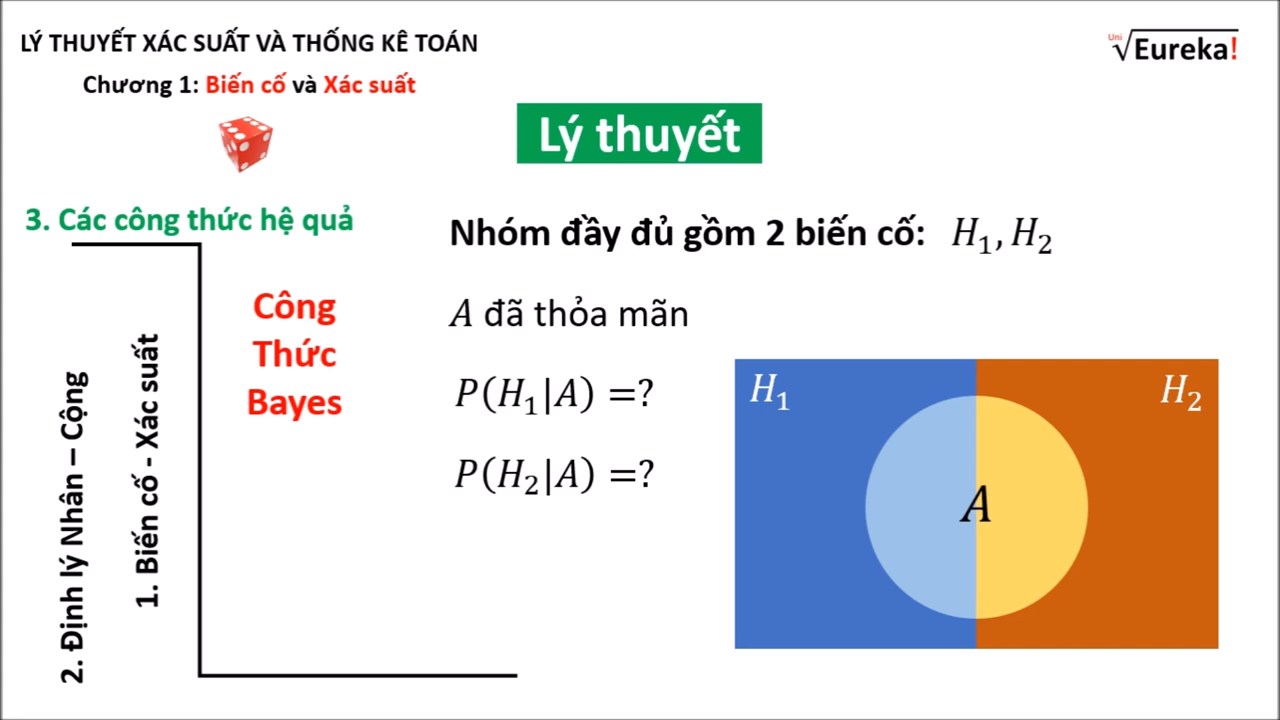 LÝ THUYẾT XÁC SUẤT VÀ THỐNG KÊ TOÁN
Chương 1: Biến cố và Xác suất
Uni
√Eureka!
Lý thuyết
3. Các công thức hệ quả
2. Định lý Nhân – Cộng
1. Biến cố - Xác suất
Công
Thức
Bayes
Nhóm đầy đủ gồm 2 biến cố: H₁, H₂
A đã thỏa mãn
P(H₁|A) =?
P(H₂|A) =?
H₁
H₂
A